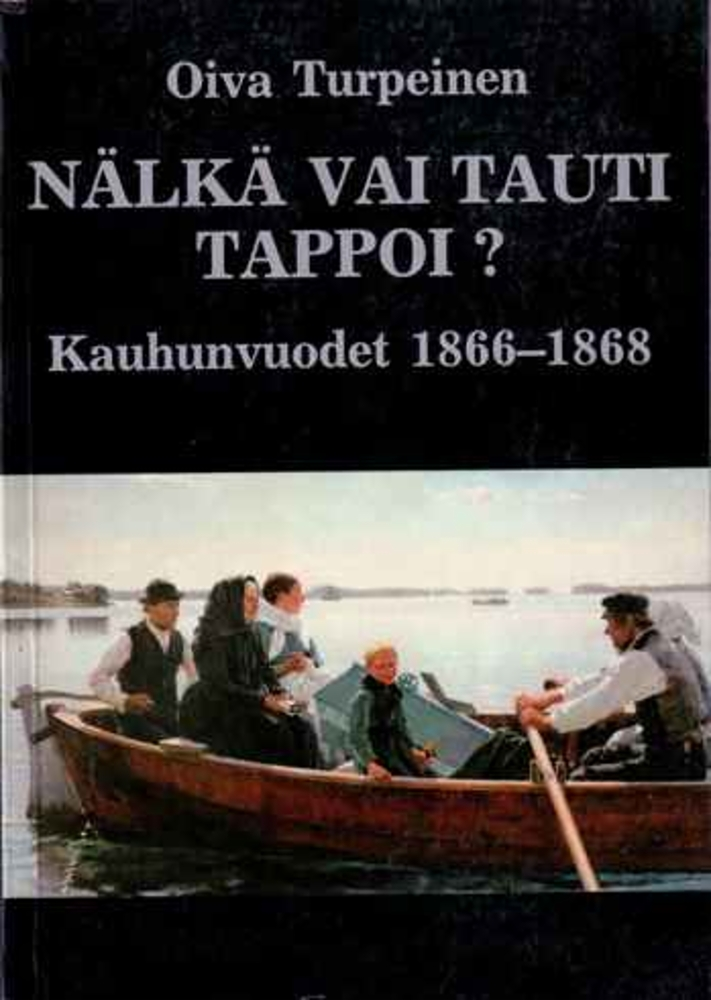 Oiva Turpeinen
NÄLKÄ VAI TAUTI
TAPPOI ?
Kauhunvuodet 1866–1868